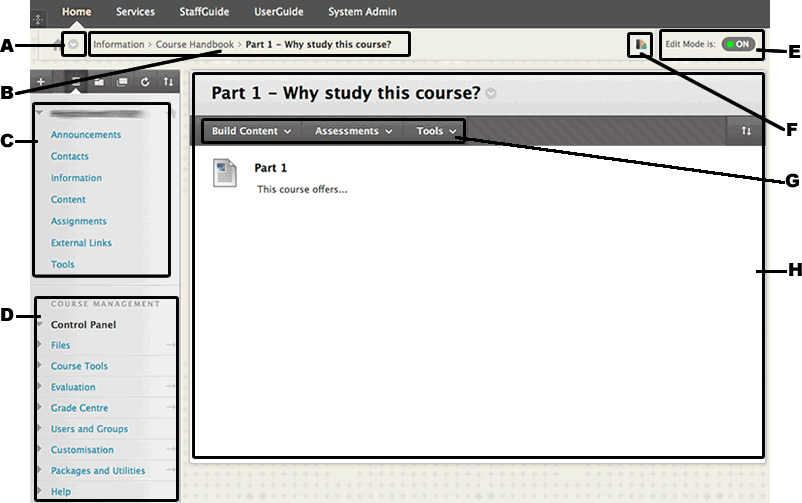 Home Services StaffGuide UserGuide System Admin
A
Information > Course Handbook > Part 1 – Why study this course?
Edit Mode is: ON
E
B
Part 1 – Why study this course?
F
C
Announcements
Contacts
Information
Content
Assignments
External Links
Tools
Build Content Assessments Tools
G
Part 1
This course offers...
H
D
COURSE MANAGEMENT
Control Panel
Files
Course Tools
Evaluation
Grade Centre
Users and Groups
Customisation
Packages and Utilities
Help